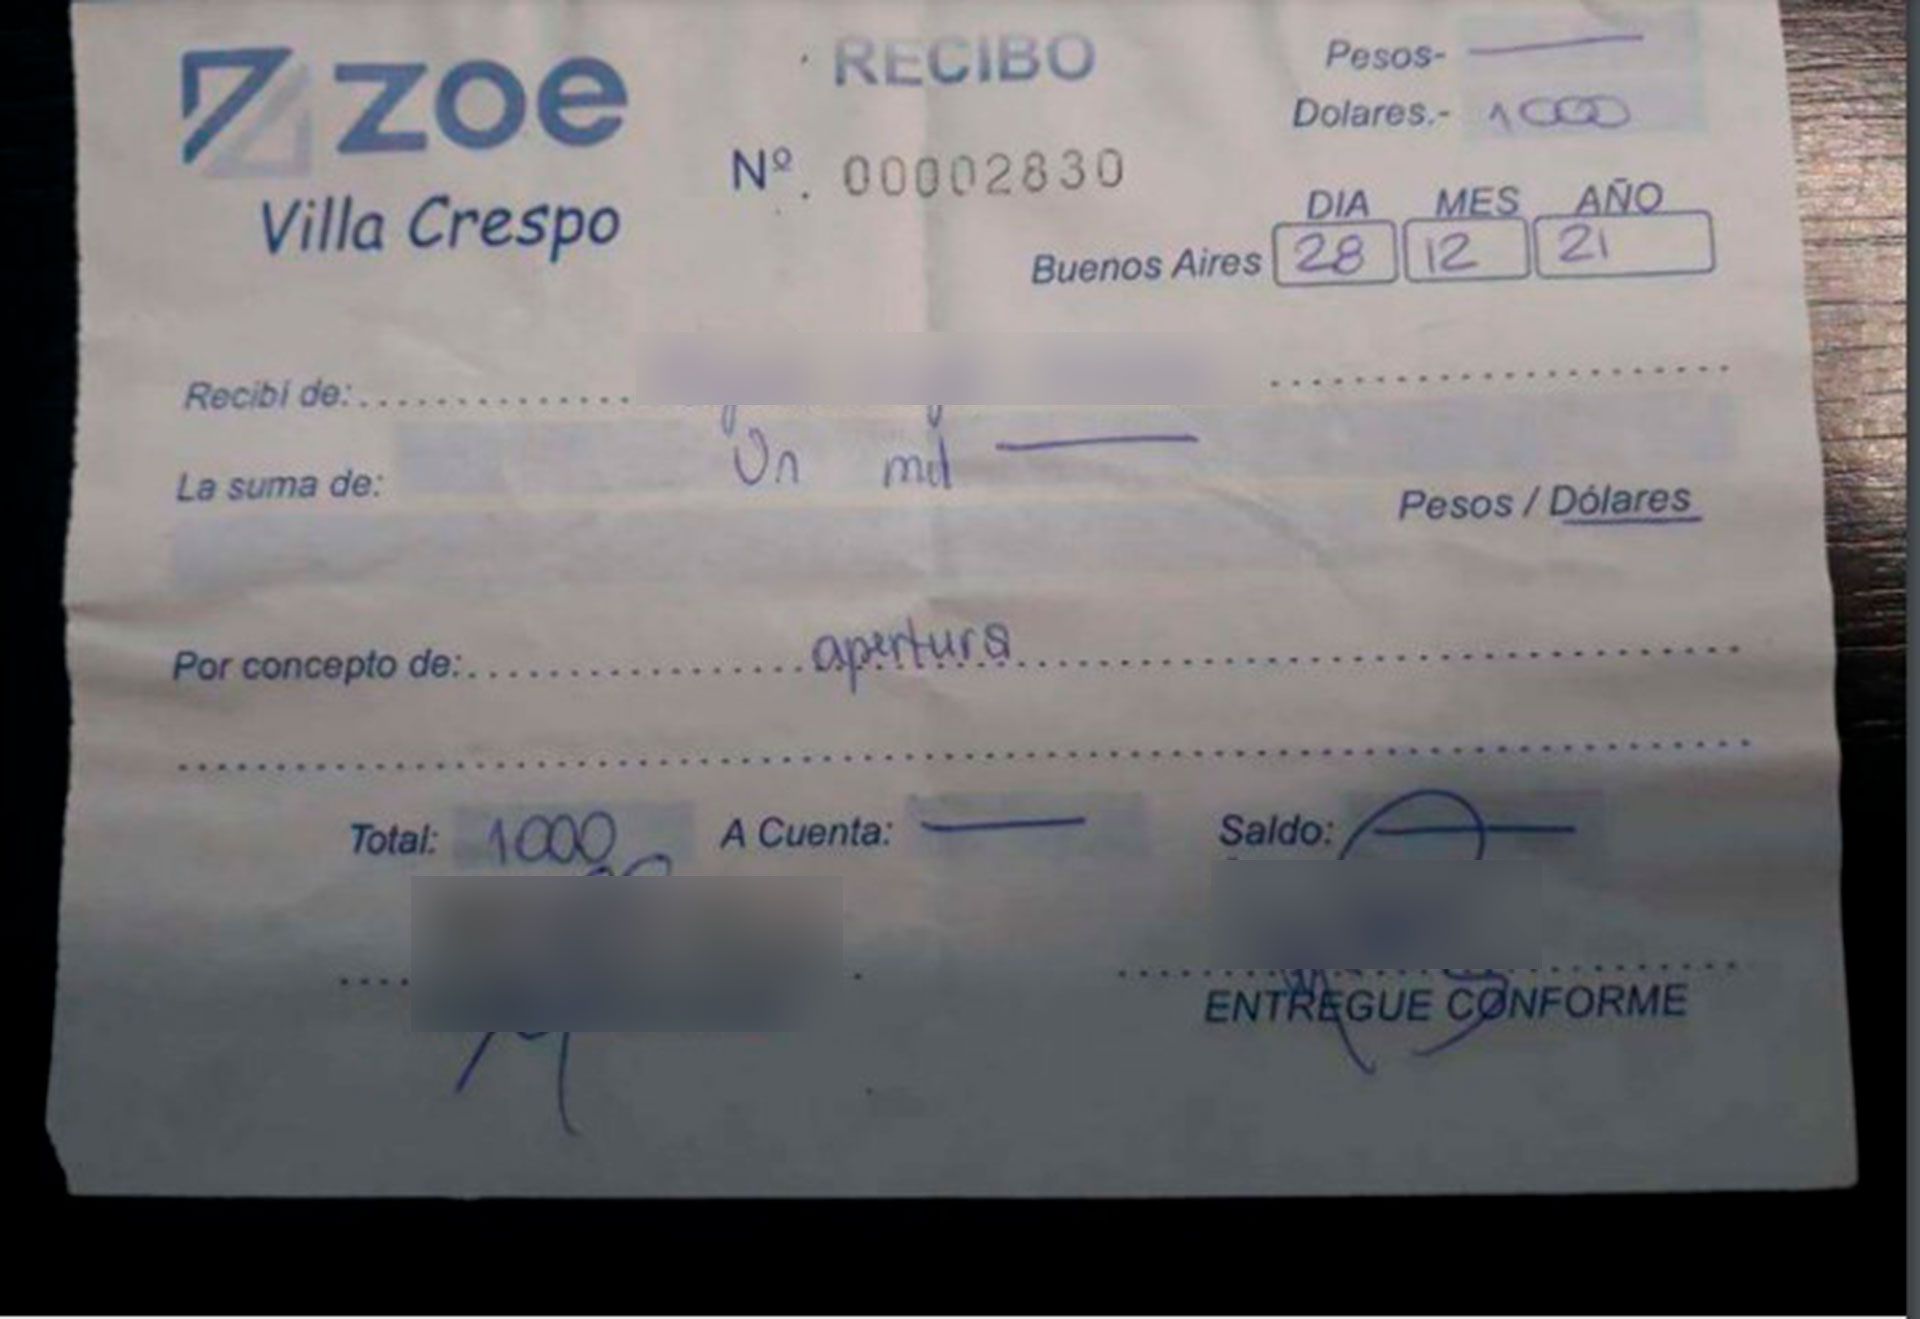 zoe
Villa Crespo
RECIBO
Nº. 00002830
Pesos-
Dolares.- 1000
DIA MES AÑO
Buenos Aires 28 12 21
Recibí de:
La suma de: Un mil
Pesos / Dólares
Por concepto de: apertura
Total: 1000 A Cuenta: Saldo:
ENTREGUE CONFORME